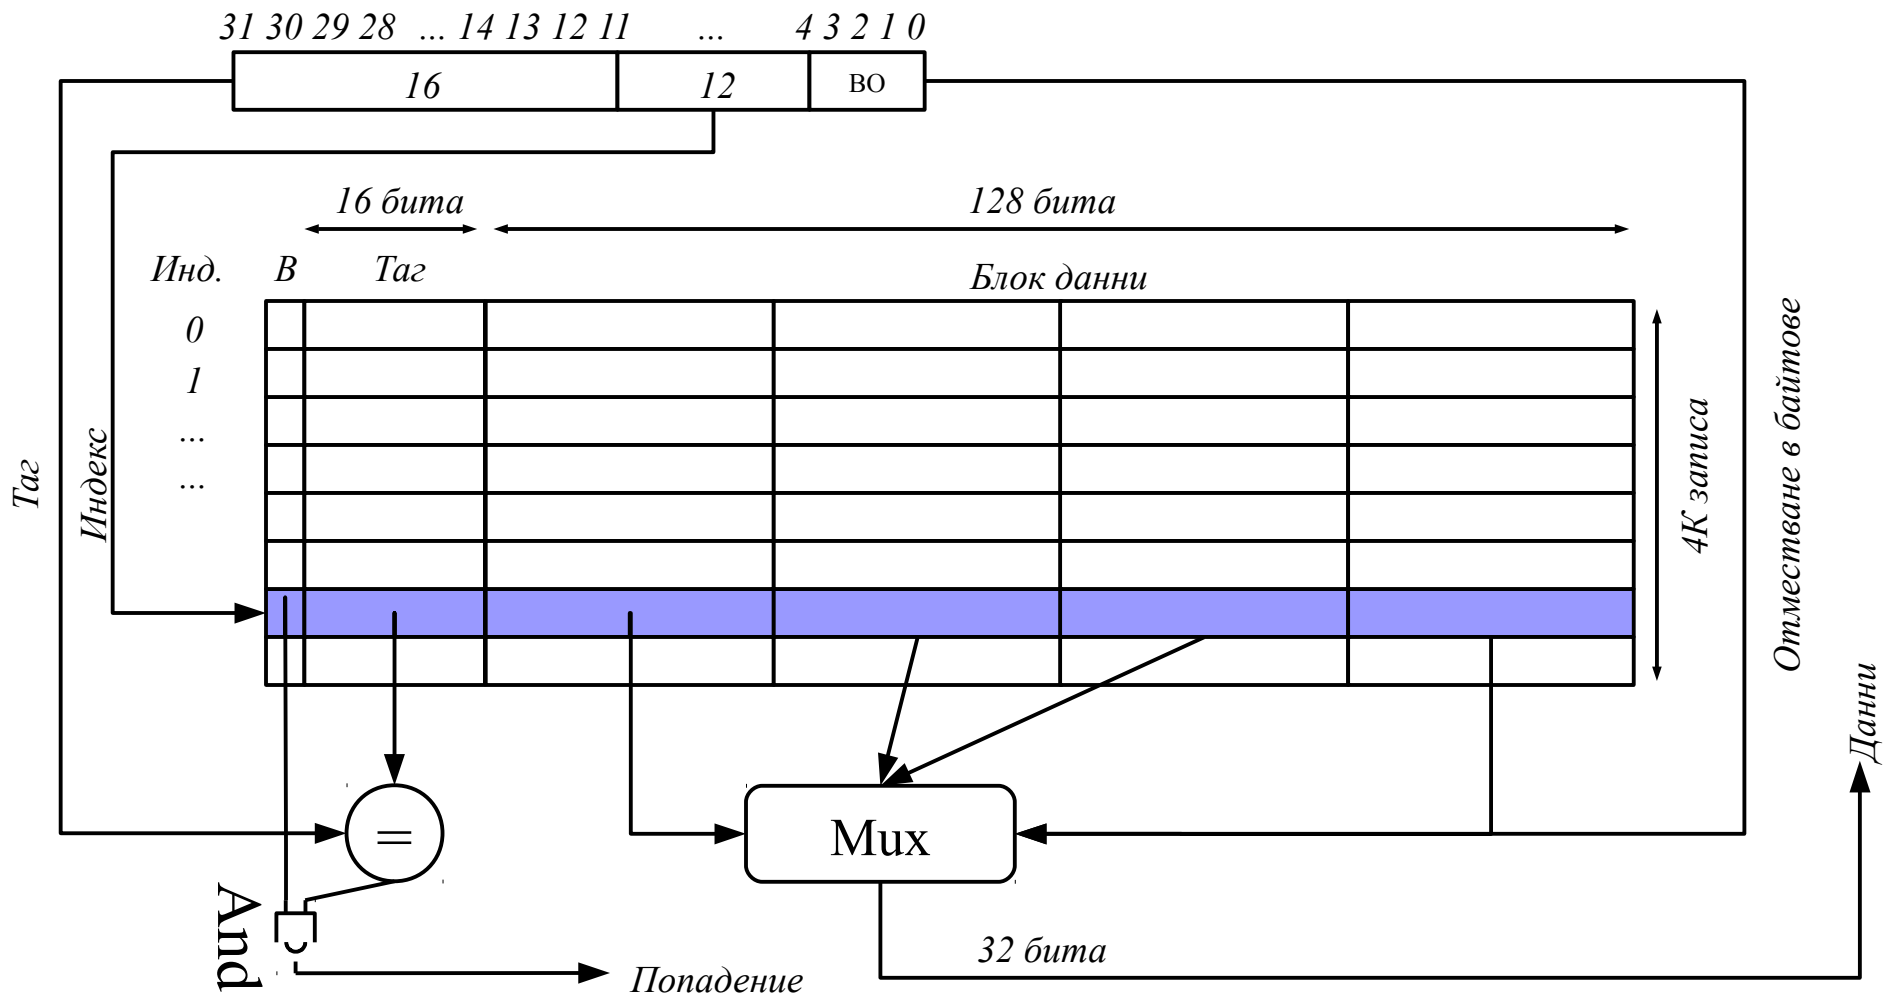 31 30 29 28 ... 14 13 12 11 ... 4 3 2 1 0
16 12 ВО
16 бита 128 бита
Инд. В Таг Блок данни
0
1
...
...
Таг
Индекс
4К записа
Отместване в байтове
Данни
= Mux
And
32 бита
Попадение